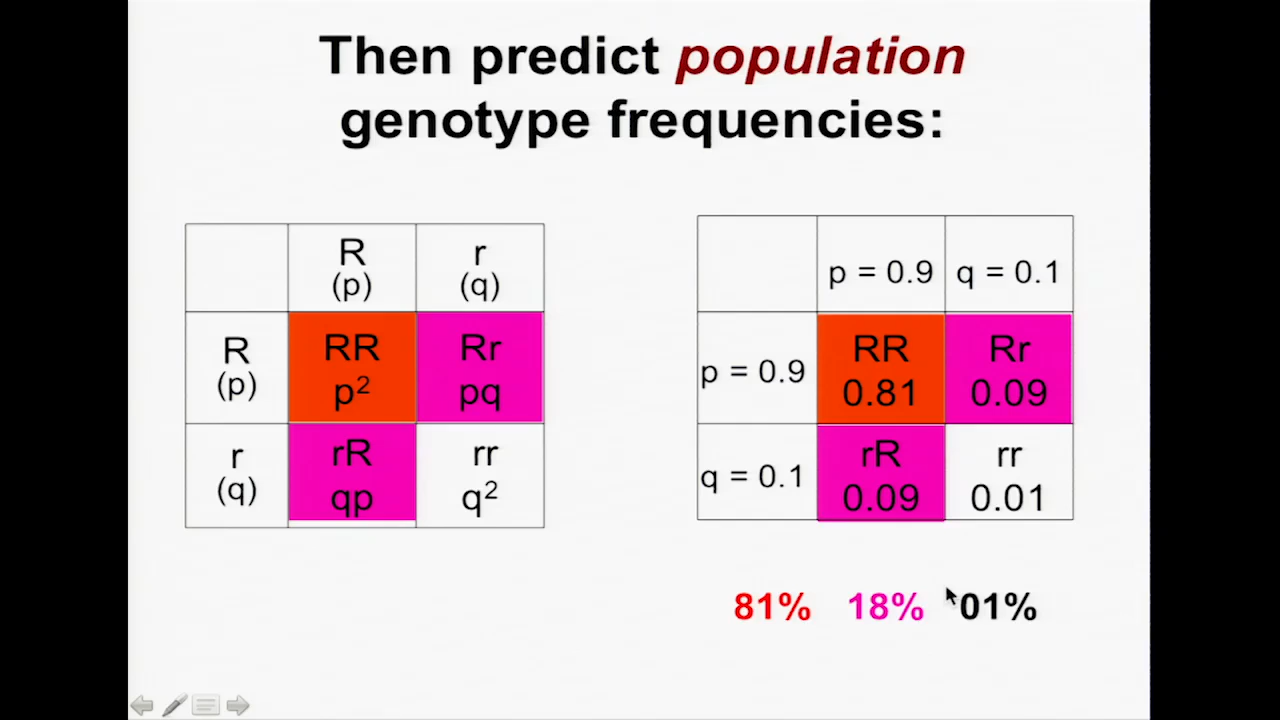 Then predict population
genotype frequencies:
R r
(p) (q)
R RR Rr
(p) p² pq
r rR rr
(q) qp q²
p = 0.9 q = 0.1
RR Rr
p = 0.9 0.81 0.09
rR rr
q = 0.1 0.09 0.01
81% 18% 01%